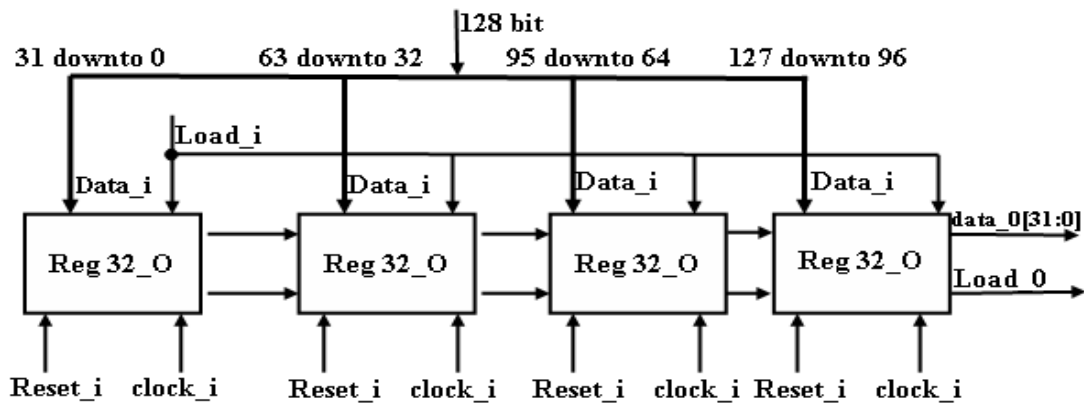 128 bit
31 downto 0
63 downto 32
95 downto 64
127 downto 96
Load_i
Data_i
Data_i
Data_i
Data_i
Reg 32_O
Reg 32_O
Reg 32_O
Reg 32_O
data_0[31:0]
Load_0
Reset_i
clock_i
Reset_i
clock_i
Reset_i
clock_i
Reset_i
clock_i